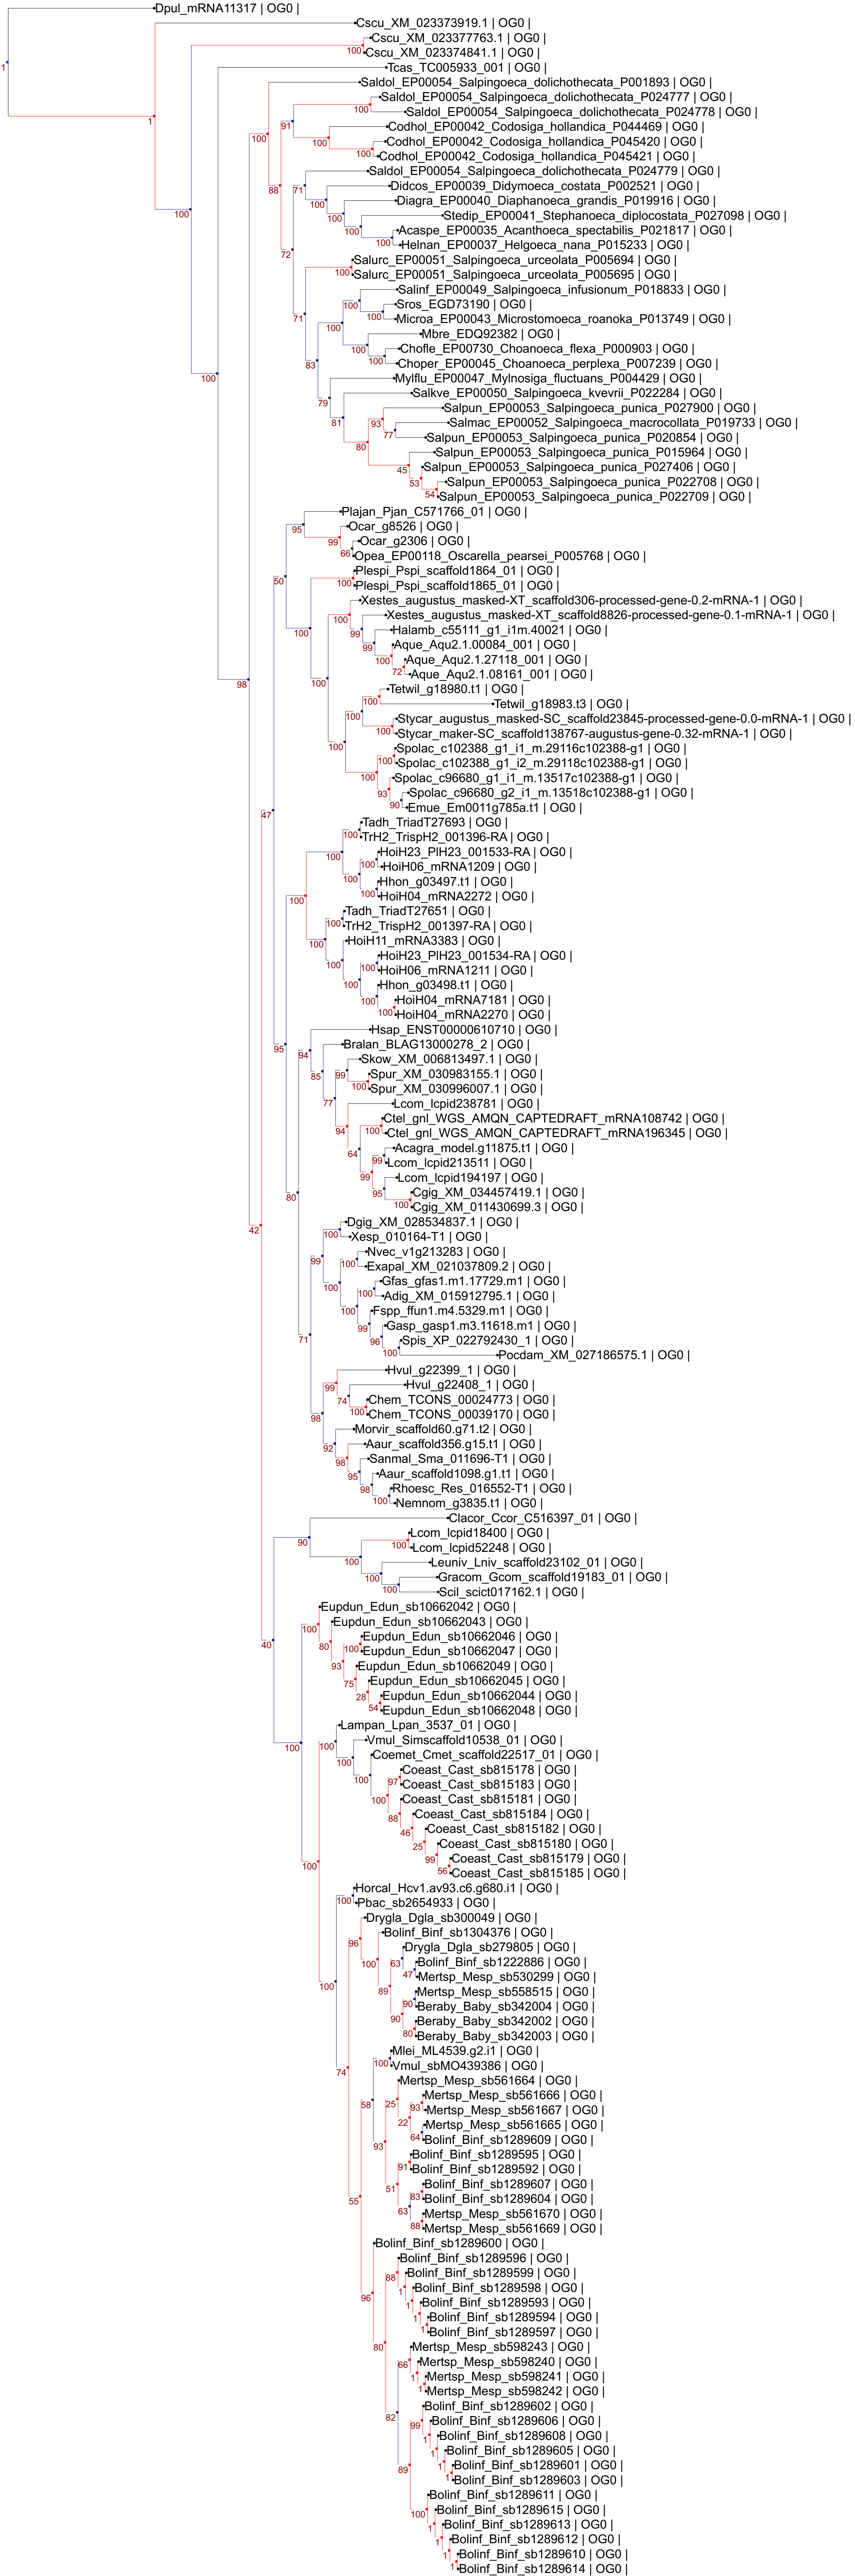 Dpul_mRNA11317 | OG0 |
Cscu_XM_023373919.1 | OG0 |
Cscu_XM_023377763.1 | OG0 |
Cscu_XM_023374841.1 | OG0 |
Tcas_TC005933_001 | OG0 |
Saldol_EP00054_Salpingoeca_dolichothecata_P001893 | OG0 |
Saldol_EP00054_Salpingoeca_dolichothecata_P024777 | OG0 |
Saldol_EP00054_Salpingoeca_dolichothecata_P024778 | OG0 |
Codhol_EP00042_Codosiga_hollandica_P044469 | OG0 |
Codhol_EP00042_Codosiga_hollandica_P045420 | OG0 |
Codhol_EP00042_Codosiga_hollandica_P045421 | OG0 |
Saldol_EP00054_Salpingoeca_dolichothecata_P024779 | OG0 |
Didcos_EP00039_Didymoeca_costata_P002521 | OG0 |
Diagra_EP00040_Diaphanoeca_grandis_P019916 | OG0 |
Stedip_EP00041_Stephanoeca_diplocostata_P027098 | OG0 |
Acaspe_EP00035_Acanthoeca_spectabilis_P021817 | OG0 |
Helnan_EP00037_Helgoeca_nana_P015233 | OG0 |
Salurc_EP00051_Salpingoeca_urceolata_P005694 | OG0 |
Salurc_EP00051_Salpingoeca_urceolata_P005695 | OG0 |
Salinf_EP00049_Salpingoeca_infusionum_P018833 | OG0 |
Sros_EGD73190 | OG0 |
Microa_EP00043_Microstomoeca_roanoka_P013749 | OG0 |
Mbre_EDQ92382 | OG0 |
Chofle_EP00730_Choanoeca_flexa_P000903 | OG0 |
Choper_EP00045_Choanoeca_perplexa_P007239 | OG0 |
Mylflu_EP00047_Mylnosiga_fluctuans_P004429 | OG0 |
Salkve_EP00050_Salpingoeca_kvevrii_P022284 | OG0 |
Salpun_EP00053_Salpingoeca_punica_P027900 | OG0 |
Salmac_EP00052_Salpingoeca_macrocollata_P019733 | OG0 |
Salpun_EP00053_Salpingoeca_punica_P020854 | OG0 |
Salpun_EP00053_Salpingoeca_punica_P015964 | OG0 |
Salpun_EP00053_Salpingoeca_punica_P027406 | OG0 |
Salpun_EP00053_Salpingoeca_punica_P022708 | OG0 |
Salpun_EP00053_Salpingoeca_punica_P022709 | OG0 |
Plajan_Pjan_C571766_01 | OG0 |
Ocar_g8526 | OG0 |
Ocar_g2306 | OG0 |
Opea_EP00118_Oscarella_pearsei_P005768 | OG0 |
Plespi_Pspi_scaffold1864_01 | OG0 |
Plespi_Pspi_scaffold1865_01 | OG0 |
Xestes_augustus_masked-XT_scaffold306-processed-gene-0.2-mRNA-1 | OG0 |
Xestes_augustus_masked-XT_scaffold8826-processed-gene-0.1-mRNA-1 | OG0 |
Halamb_c55111_g1_i1m.40021 | OG0 |
Aque_Aqu2.1.00084_001 | OG0 |
Aque_Aqu2.1.27118_001 | OG0 |
Aque_Aqu2.1.08161_001 | OG0 |
Tetwil_g18980.t1 | OG0 |
Tetwil_g18983.t3 | OG0 |
Stycar_augustus_masked-SC_scaffold23845-processed-gene-0.0-mRNA-1 | OG0 |
Stycar_maker-SC_scaffold138767-augustus-gene-0.32-mRNA-1 | OG0 |
Spolac_c102388_g1_i1_m.29116c102388-g1 | OG0 |
Spolac_c102388_g1_i2_m.29118c102388-g1 | OG0 |
Spolac_c96680_g1_i1_m.13517c102388-g1 | OG0 |
Spolac_c96680_g2_i1_m.13518c102388-g1 | OG0 |
Emue_Em0011g785a.t1 | OG0 |
Tadh_TriadT27693 | OG0 |
TrH2_TrispH2_001396-RA | OG0 |
HoiH23_PlH23_001533-RA | OG0 |
HoiH06_mRNA1209 | OG0 |
Hhon_g03497.t1 | OG0 |
HoiH04_mRNA2272 | OG0 |
Tadh_TriadT27651 | OG0 |
TrH2_TrispH2_001397-RA | OG0 |
HoiH11_mRNA3383 | OG0 |
HoiH23_PlH23_001534-RA | OG0 |
HoiH06_mRNA1211 | OG0 |
Hhon_g03498.t1 | OG0 |
HoiH04_mRNA7181 | OG0 |
HoiH04_mRNA2270 | OG0 |
Hsap_ENST00000610710 | OG0 |
Bralan_BLAG13000278_2 | OG0 |
Skow_XM_006813497.1 | OG0 |
Spur_XM_030983155.1 | OG0 |
Spur_XM_030996007.1 | OG0 |
Lcom_lcpid238781 | OG0 |
Ctel_gnl_WGS_AMQN_CAPTEDRAFT_mRNA108742 | OG0 |
Ctel_gnl_WGS_AMQN_CAPTEDRAFT_mRNA196345 | OG0 |
Acagra_model.g11875.t1 | OG0 |
Lcom_lcpid213511 | OG0 |
Lcom_lcpid194197 | OG0 |
Cgig_XM_034457419.1 | OG0 |
Cgig_XM_011430699.3 | OG0 |
Dgig_XM_028534837.1 | OG0 |
Xesp_010164-T1 | OG0 |
Nvec_v1g213283 | OG0 |
Exapal_XM_021037809.2 | OG0 |
Gfas_gfas1.m1.17729.m1 | OG0 |
Adig_XM_015912795.1 | OG0 |
Fspp_ffun1.m4.5329.m1 | OG0 |
Gasp_gasp1.m3.11618.m1 | OG0 |
Spis_XP_022792430_1 | OG0 |
Pocdam_XM_027186575.1 | OG0 |
Hvul_g22399_1 | OG0 |
Hvul_g22408_1 | OG0 |
Chem_TCONS_00024773 | OG0 |
Chem_TCONS_00039170 | OG0 |
Morvir_scaffold60.g71.t2 | OG0 |
Aaur_scaffold356.g15.t1 | OG0 |
Sanmal_Sma_011696-T1 | OG0 |
Aaur_scaffold1098.g1.t1 | OG0 |
Rhoesc_Res_016552-T1 | OG0 |
Nemnom_g3835.t1 | OG0 |
Clacor_Ccor_C516397_01 | OG0 |
Lcom_lcpid18400 | OG0 |
Lcom_lcpid52248 | OG0 |
Leuniv_Lniv_scaffold23102_01 | OG0 |
Gracom_Gcom_scaffold19183_01 | OG0 |
Scil_scict017162.1 | OG0 |
Eupdun_Edun_sb10662042 | OG0 |
Eupdun_Edun_sb10662043 | OG0 |
Eupdun_Edun_sb10662046 | OG0 |
Eupdun_Edun_sb10662047 | OG0 |
Eupdun_Edun_sb10662049 | OG0 |
Eupdun_Edun_sb10662045 | OG0 |
Eupdun_Edun_sb10662044 | OG0 |
Eupdun_Edun_sb10662048 | OG0 |
Lampan_Lpan_3537_01 | OG0 |
Vmul_Simscaffold10538_01 | OG0 |
Coemet_Cmet_scaffold22517_01 | OG0 |
Coeast_Cast_sb815178 | OG0 |
Coeast_Cast_sb815183 | OG0 |
Coeast_Cast_sb815181 | OG0 |
Coeast_Cast_sb815184 | OG0 |
Coeast_Cast_sb815182 | OG0 |
Coeast_Cast_sb815180 | OG0 |
Coeast_Cast_sb815179 | OG0 |
Coeast_Cast_sb815185 | OG0 |
Horcal_Hcv1.av93.c6.g680.i1 | OG0 |
Pbac_sb2654933 | OG0 |
Drygla_Dgla_sb300049 | OG0 |
Bolinf_Binf_sb1304376 | OG0 |
Drygla_Dgla_sb279805 | OG0 |
Bolinf_Binf_sb1222886 | OG0 |
Mertsp_Mesp_sb530299 | OG0 |
Mertsp_Mesp_sb558515 | OG0 |
Beraby_Baby_sb342004 | OG0 |
Beraby_Baby_sb342002 | OG0 |
Beraby_Baby_sb342003 | OG0 |
Mlei_ML4539.g2.i1 | OG0 |
Vmul_sbMO439386 | OG0 |
Mertsp_Mesp_sb561664 | OG0 |
Mertsp_Mesp_sb561666 | OG0 |
Mertsp_Mesp_sb561667 | OG0 |
Mertsp_Mesp_sb561665 | OG0 |
Bolinf_Binf_sb1289609 | OG0 |
Bolinf_Binf_sb1289595 | OG0 |
Bolinf_Binf_sb1289592 | OG0 |
Bolinf_Binf_sb1289607 | OG0 |
Bolinf_Binf_sb1289604 | OG0 |
Mertsp_Mesp_sb561670 | OG0 |
Mertsp_Mesp_sb561669 | OG0 |
Bolinf_Binf_sb1289600 | OG0 |
Bolinf_Binf_sb1289596 | OG0 |
Bolinf_Binf_sb1289599 | OG0 |
Bolinf_Binf_sb1289598 | OG0 |
Bolinf_Binf_sb1289593 | OG0 |
Bolinf_Binf_sb1289594 | OG0 |
Bolinf_Binf_sb1289597 | OG0 |
Mertsp_Mesp_sb598243 | OG0 |
Mertsp_Mesp_sb598240 | OG0 |
Mertsp_Mesp_sb598241 | OG0 |
Mertsp_Mesp_sb598242 | OG0 |
Bolinf_Binf_sb1289602 | OG0 |
Bolinf_Binf_sb1289606 | OG0 |
Bolinf_Binf_sb1289608 | OG0 |
Bolinf_Binf_sb1289605 | OG0 |
Bolinf_Binf_sb1289601 | OG0 |
Bolinf_Binf_sb1289603 | OG0 |
Bolinf_Binf_sb1289611 | OG0 |
Bolinf_Binf_sb1289615 | OG0 |
Bolinf_Binf_sb1289613 | OG0 |
Bolinf_Binf_sb1289612 | OG0 |
Bolinf_Binf_sb1289610 | OG0 |
Bolinf_Binf_sb1289614 | OG0 |